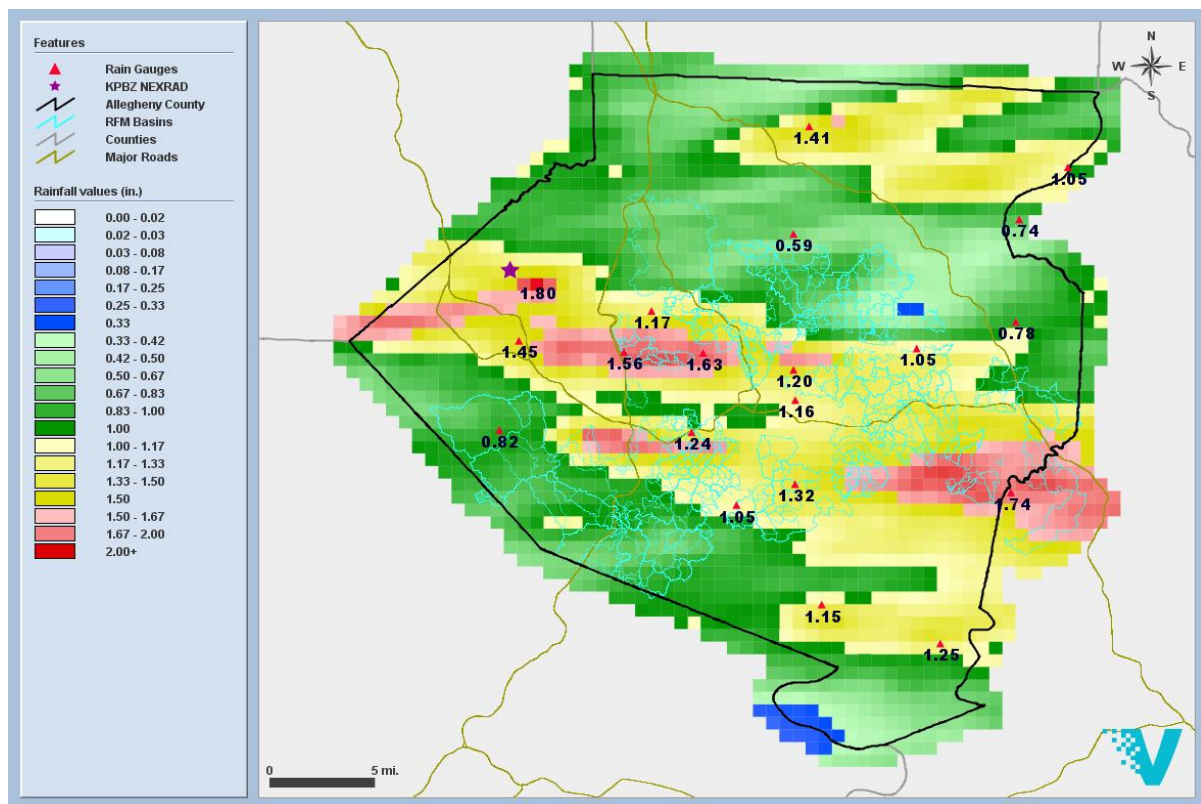 Features
Rain Gauges
KPBZ NEXRAD
Allegheny County
RFM Basins
Counties
Major Roads
Rainfall values (in.)
0.00 - 0.02
0.02 - 0.03
0.03 - 0.08
0.08 - 0.17
0.17 - 0.25
0.25 - 0.33
0.33
0.33 - 0.42
0.42 - 0.50
0.50 - 0.67
0.67 - 0.83
0.83 - 1.00
1.00
1.00 - 1.17
1.17 - 1.33
1.33 - 1.50
1.50
1.50 - 1.67
1.67 - 2.00
2.00+
N
W E
S
1.41
1.05
0.74
0.59
1.80
1.17
0.78
1.45
1.56
1.63
1.05
1.20
1.16
0.82
1.24
1.32
1.74
1.05
1.15
1.25
0 5 mi.
V